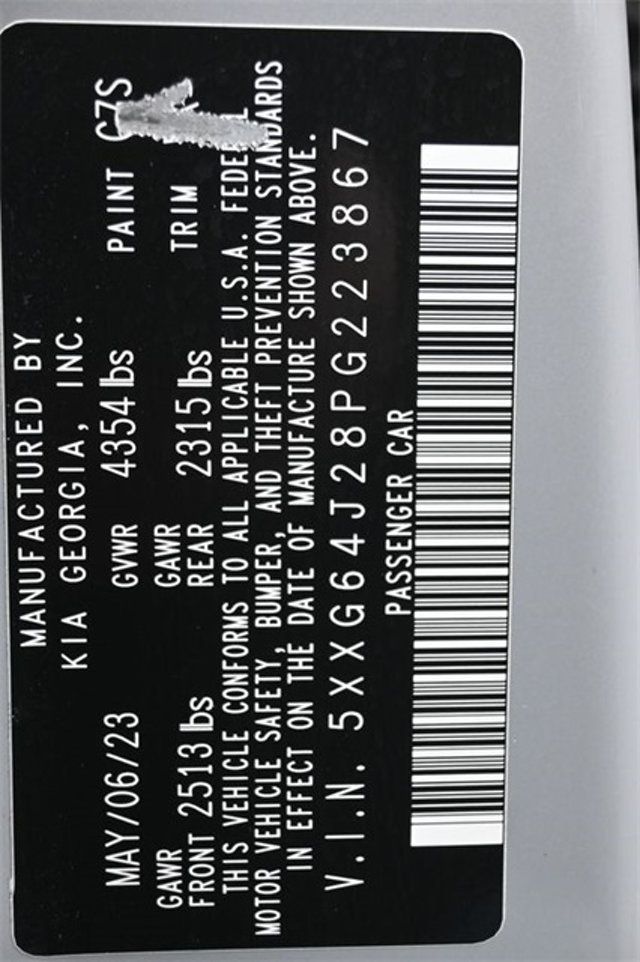 MANUFACTURED BY
KIA GEORGIA, INC.
MAY/06/23 GVWR 4354 lbs PAINT C7S
GAWR GAWR
FRONT 2513 lbs REAR 2315 lbs TRIM
THIS VEHICLE CONFORMS TO ALL APPLICABLE U.S.A. FEDERAL
MOTOR VEHICLE SAFETY, BUMPER, AND THEFT PREVENTION STANDARDS
IN EFFECT ON THE DATE OF MANUFACTURE SHOWN ABOVE.
V.I.N. 5XXG64J28PG223867
PASSENGER CAR